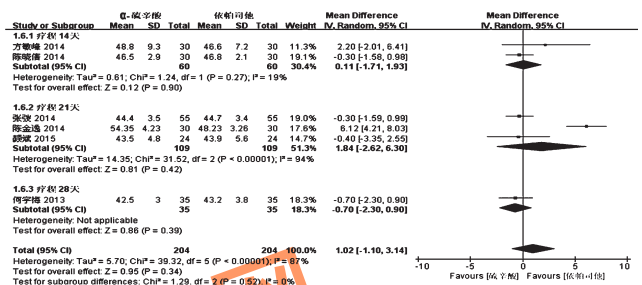 α-硫辛酸 依帕司他 Mean Difference Mean Difference
Study or Subgroup Mean SD Total Mean SD Total Weight IV. Random. 95% CI IV. Random. 95% CI
1.6.1 疗程 14天
方敏峰 2014 48.8 9.3 30 46.6 7.2 30 11.3% 2.20 [-2.01, 6.41]
陈晓倩 2014 46.5 2.9 30 46.8 2.1 30 19.2% -0.30 [-1.58, 0.98]
Subtotal (95% CI) 60 60 30.4% 0.11 [-1.71, 1.93]
Heterogeneity: Tau² = 0.61; Chi² = 1.24, df = 1 (P = 0.27); I² = 19%
Test for overall effect: Z = 0.12 (P = 0.90)
1.6.2 疗程 21天
张弢 2014 44.4 3.5 55 44.7 3.4 55 19.0% -0.30 [-1.59, 0.99]
陈金逸 2014 54.35 4.23 30 48.23 3.26 30 17.6% 6.12 [4.21, 8.03]
颜斌 2015 43.5 4.8 24 43.9 5.6 24 14.7% -0.40 [-3.35, 2.55]
Subtotal (95% CI) 109 109 51.3% 1.84 [-2.62, 6.30]
Heterogeneity: Tau² = 14.35; Chi² = 31.52, df = 2 (P < 0.00001); I² = 94%
Test for overall effect: Z = 0.81 (P = 0.42)
1.6.3 疗程 28天
何宇梅 2013 42.5 3 35 43.2 3.8 35 18.3% -0.70 [-2.30, 0.90]
Subtotal (95% CI) 35 35 18.3% -0.70 [-2.30, 0.90]
Heterogeneity: Not applicable
Test for overall effect: Z = 0.86 (P = 0.39)
Total (95% CI) 204 204 100.0% 1.02 [-1.10, 3.14]
Heterogeneity: Tau² = 5.70; Chi² = 39.32, df = 5 (P < 0.00001); I² = 87%
Test for overall effect: Z = 0.95 (P = 0.34)
Test for subgroup differences: Chi² = 1.29. df = 2 (P = 0.52). I² = 0%
-10 -5 0 5 10
Favours [硫辛酸] Favours [依帕司他]